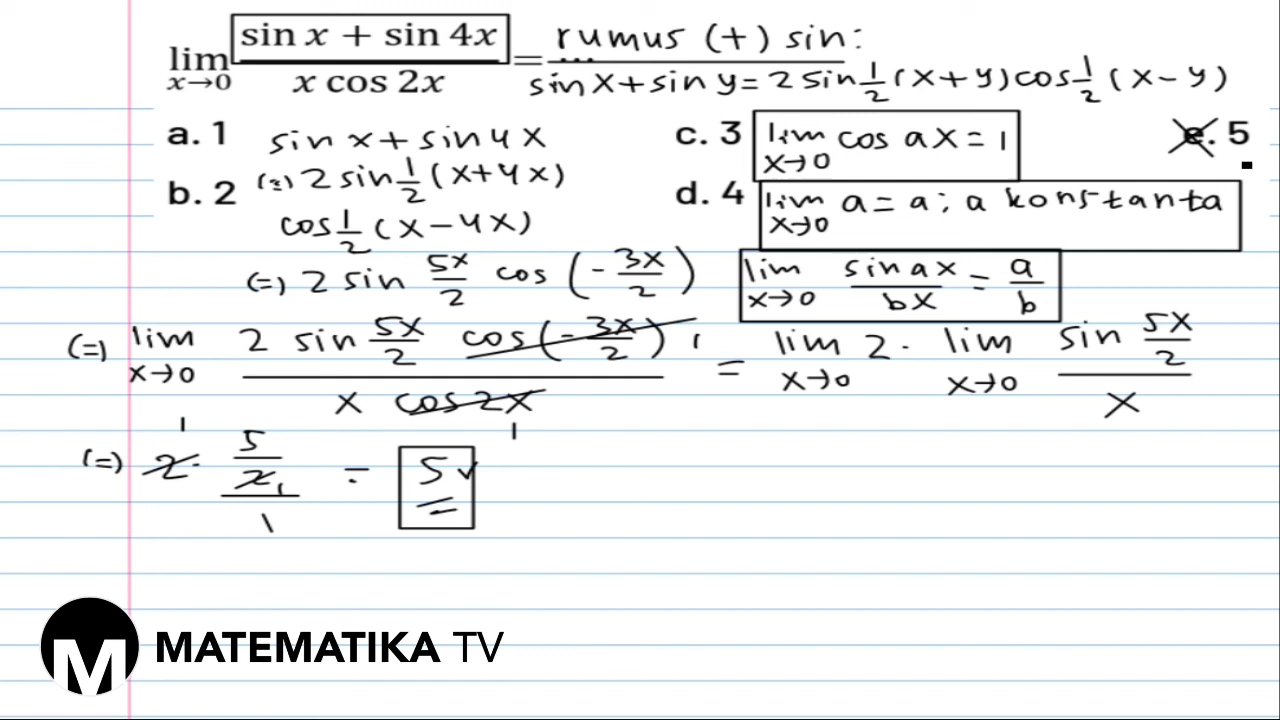 lim x→0 (sin x + sin 4x)/(x cos 2x) = ...
rumus (+) sin:
sin x + sin y = 2 sin 1/2 (x + y) cos 1/2 (x - y)
a. 1
b. 2
c. 3
d. 4
e. 5
sin x + sin 4x
(=) 2 sin 1/2 (x + 4x)
cos 1/2 (x - 4x)
(=) 2 sin 5x/2 cos (- 3x/2)
lim x→0 cos ax = 1
lim x→0 a = a ; a konstanta
lim x→0 sin ax / bx = a/b
(=) lim x→0 (2 sin 5x/2 cos (- 3x/2) 1)/(x cos 2x 1) = lim x→0 2 . lim x→0 (sin 5x/2)/x
(=) 1 2 . (5/2 1)/1 = 5
MATEMATIKA TV